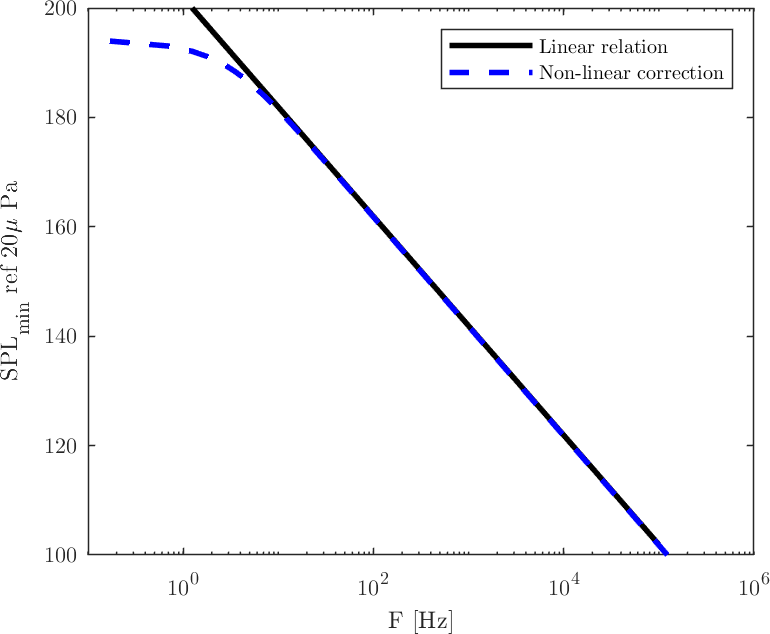 200
180
160
140
120
100
SPL_min ref 20μ Pa
Linear relation
Non-linear correction
10^0
10^2
10^4
10^6
F [Hz]